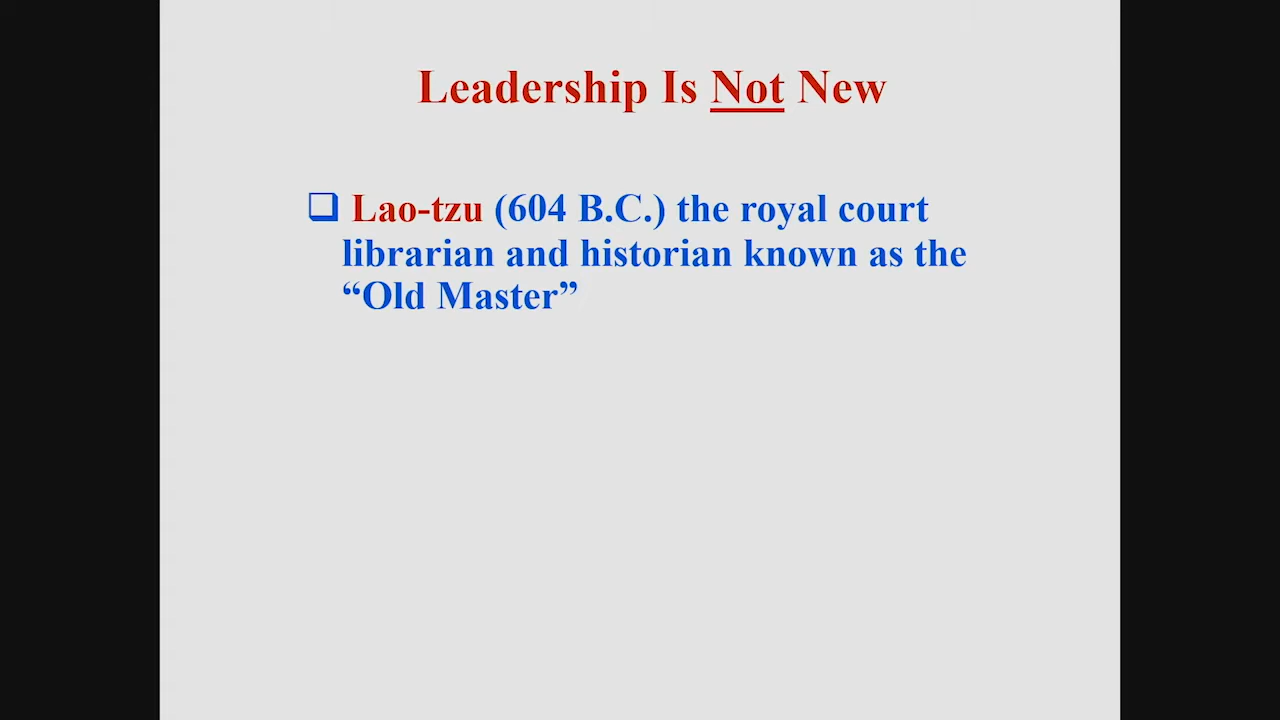 Leadership Is Not New
❑ Lao-tzu (604 B.C.) the royal court
librarian and historian known as the
“Old Master”